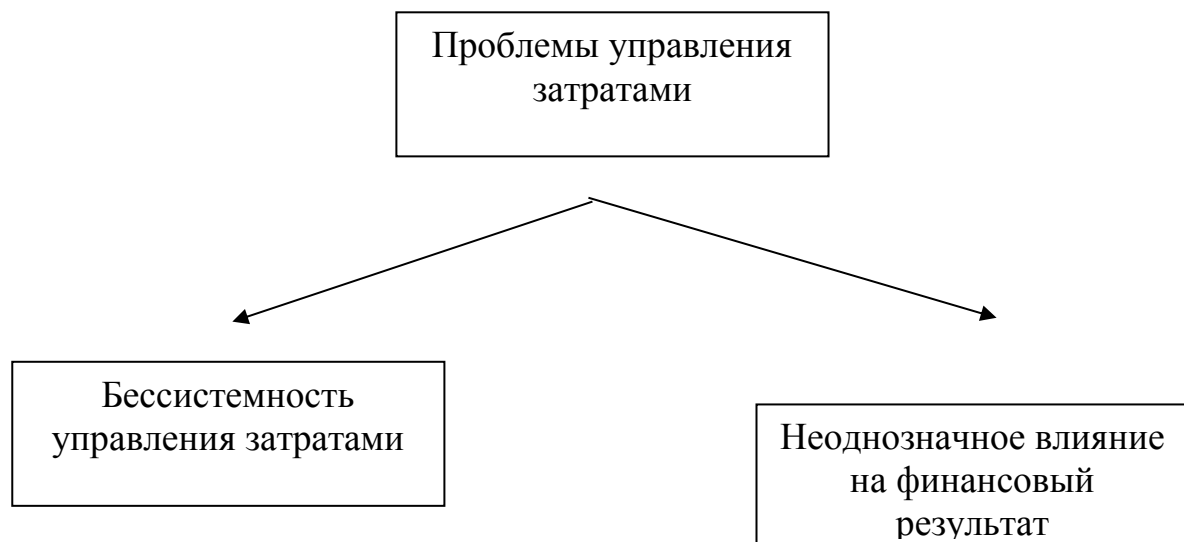 Проблемы управления
затратами
Бессистемность
управления затратами
Неоднозначное влияние
на финансовый
результат